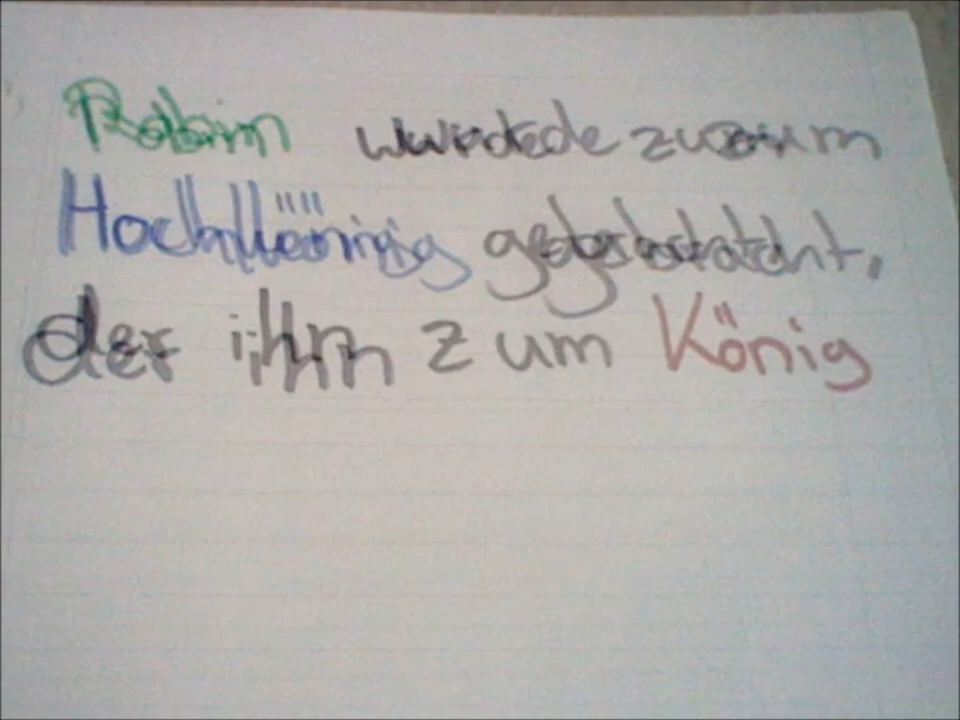 Robin wurde zum
Hochkönig gebracht,
der ihn zum König